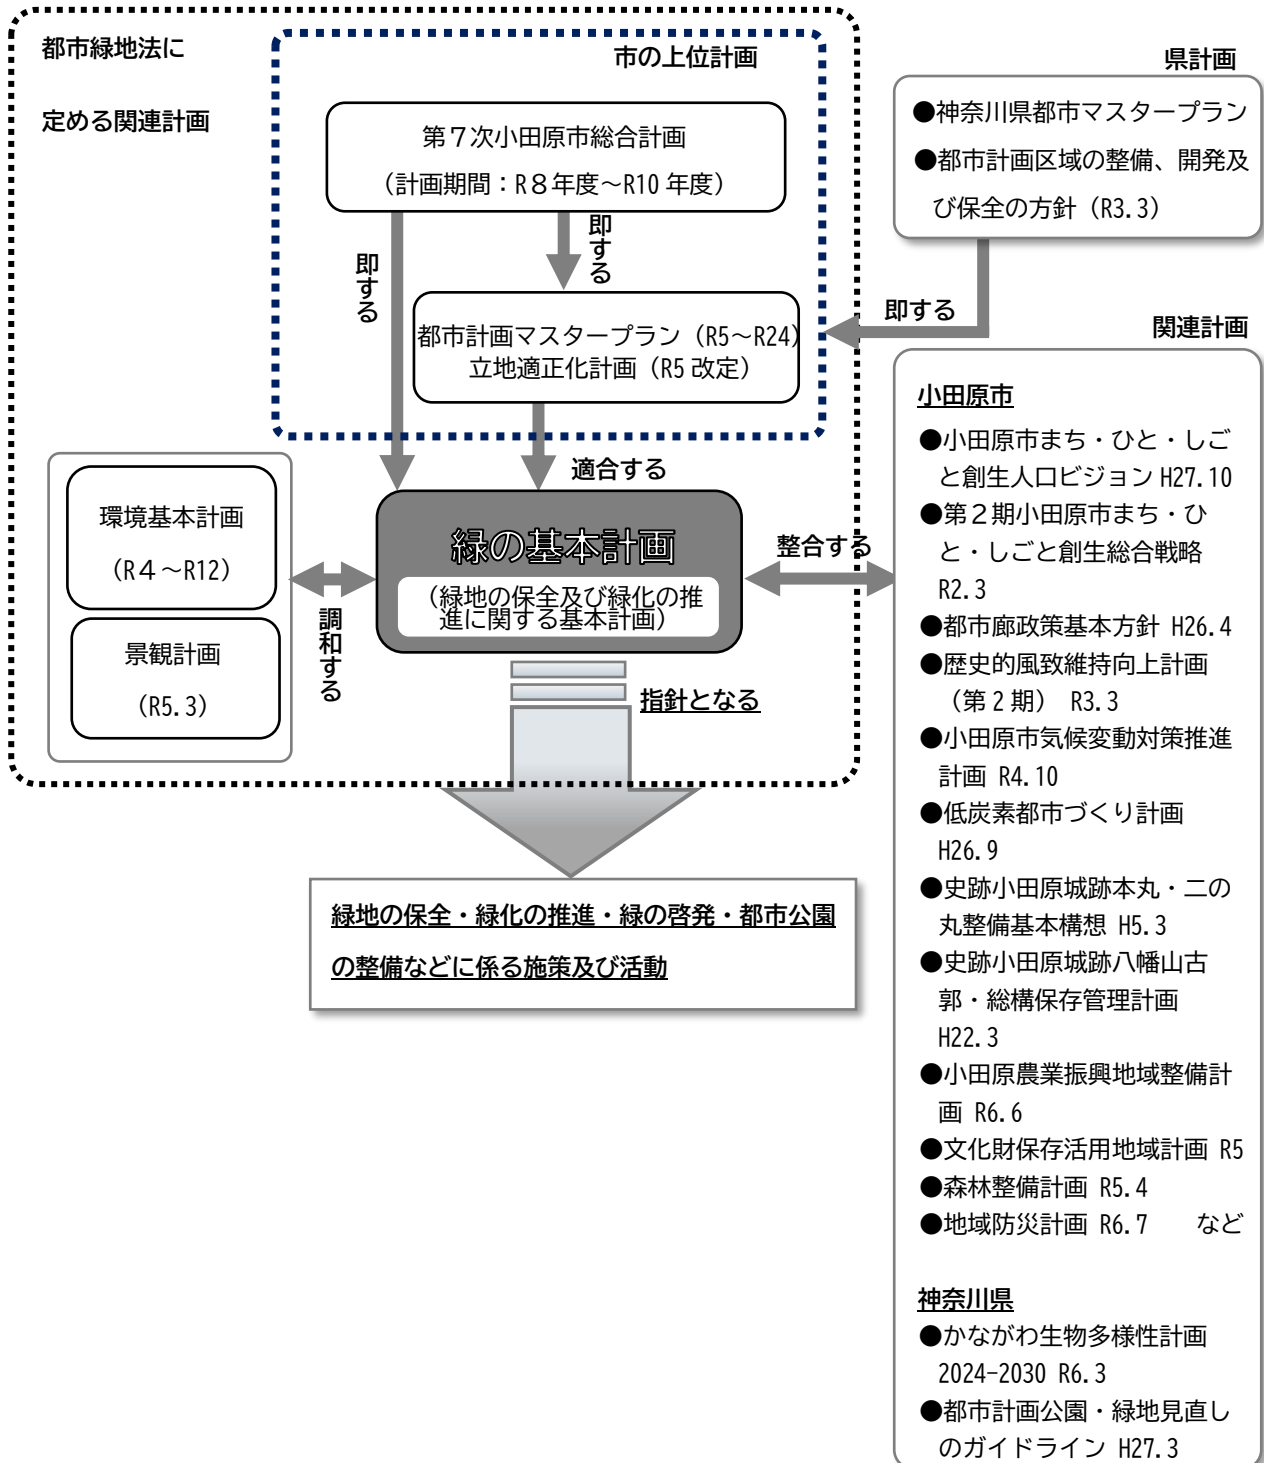 都市緑地法に
定める関連計画
市の上位計画
第７次小田原市総合計画
（計画期間：R８年度～R10 年度）
即する
即する
都市計画マスタープラン（R5～R24）
立地適正化計画（R5 改定）
適合する
県計画
●神奈川県都市マスタープラン
●都市計画区域の整備、開発及
び保全の方針（R3.3）
即する
環境基本計画
（R４～R12）
景観計画
（R5.3）
調和する
緑の基本計画
（緑地の保全及び緑化の推
進に関する基本計画）
整合する
指針となる
緑地の保全・緑化の推進・緑の啓発・都市公園
の整備などに係る施策及び活動
関連計画
小田原市
●小田原市まち・ひと・しご
と創生人口ビジョン H27.10
●第２期小田原市まち・ひ
と・しごと創生総合戦略
R2.3
●都市廊政策基本方針 H26.4
●歴史的風致維持向上計画
（第 2 期） R3.3
●小田原市気候変動対策推進
計画 R4.10
●低炭素都市づくり計画
H26.9
●史跡小田原城跡本丸・二の
丸整備基本構想 H5.3
●史跡小田原城跡八幡山古
郭・総構保存管理計画
H22.3
●小田原農業振興地域整備計
画 R6.6
●文化財保存活用地域計画 R5
●森林整備計画 R5.4
●地域防災計画 R6.7 など
神奈川県
●かながわ生物多様性計画
2024-2030 R6.3
●都市計画公園・緑地見直し
のガイドライン H27.3